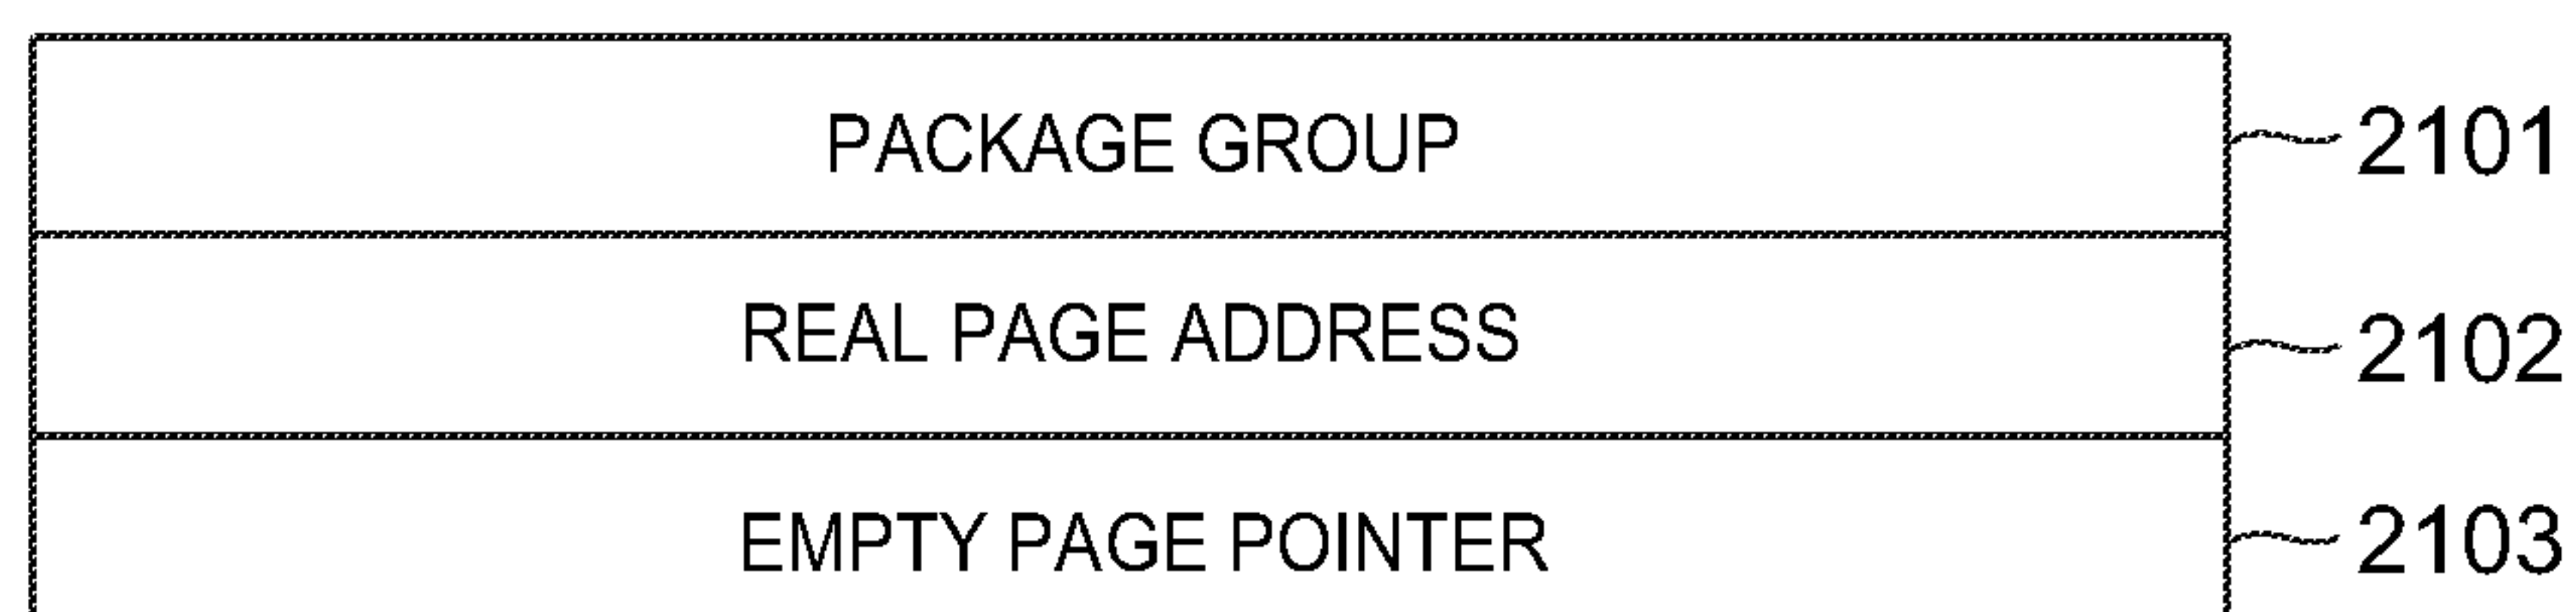 PACKAGE GROUP 2101
REAL PAGE ADDRESS 2102
EMPTY PAGE POINTER 2103